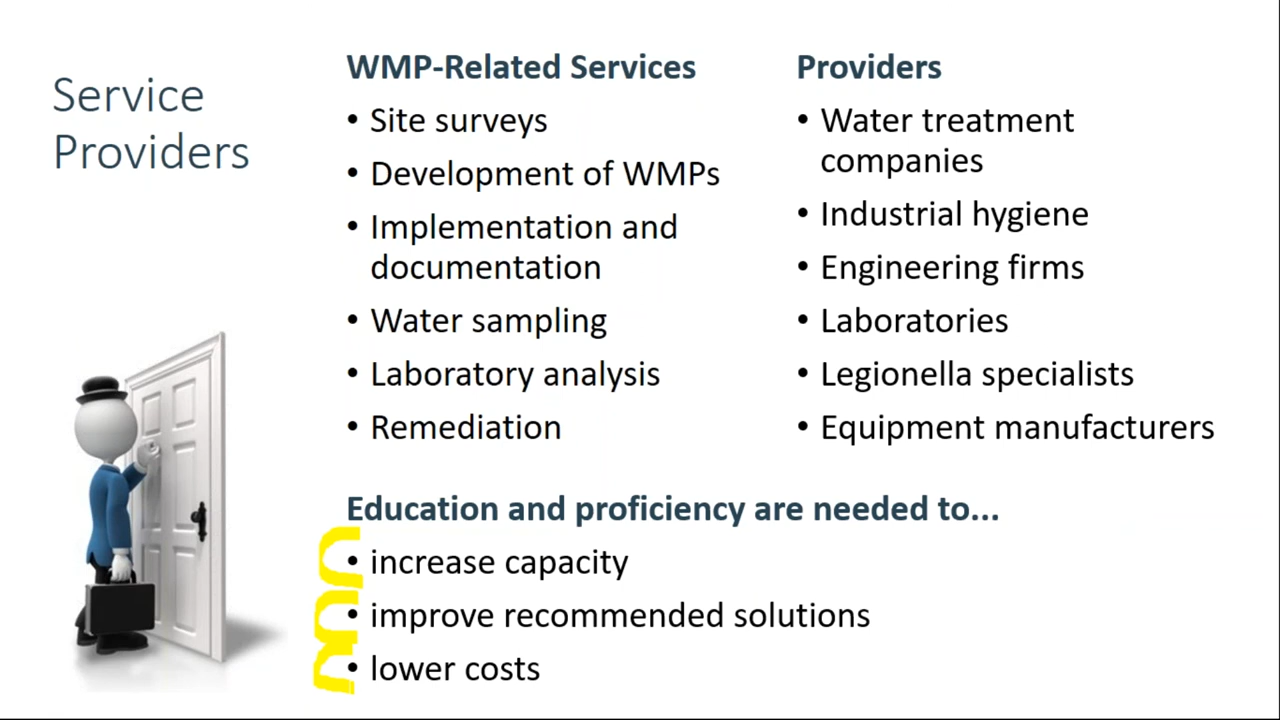 Service
Providers
WMP-Related Services
• Site surveys
• Development of WMPs
• Implementation and
documentation
• Water sampling
• Laboratory analysis
• Remediation
Providers
• Water treatment
companies
• Industrial hygiene
• Engineering firms
• Laboratories
• Legionella specialists
• Equipment manufacturers
Education and proficiency are needed to...
• increase capacity
• improve recommended solutions
• lower costs